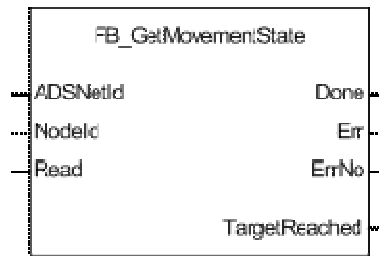 FB_GetMovementState
ADSNetId Done
NodeId Err
Read ErrNo
TargetReached